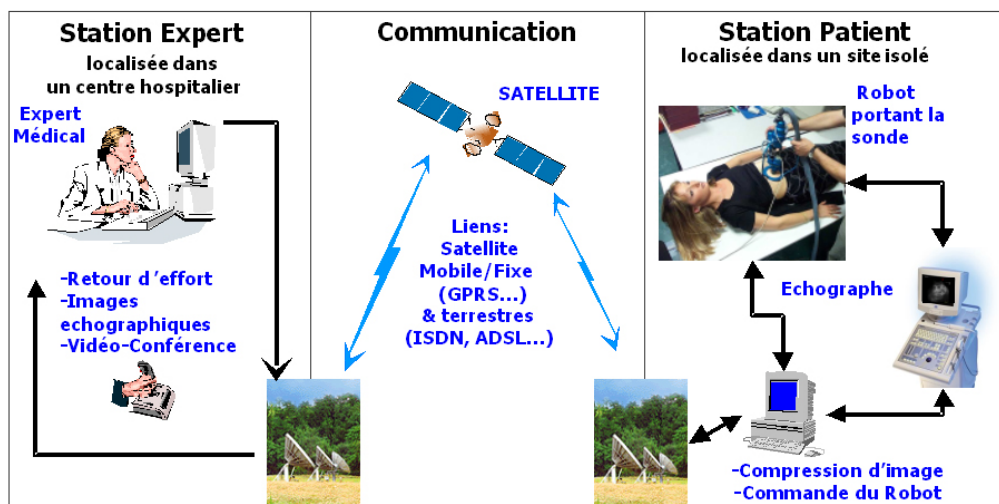 Station Expert
localisée dans
un centre hospitalier
Expert
Médical
-Retour d'effort
-Images
echographiques
-Vidéo-Conférence
Communication
SATELLITE
Liens:
Satellite
Mobile/Fixe
(GPRS...)
& terrestres
(ISDN, ADSL...)
Station Patient
localisée dans un site isolé
Robot
portant la
sonde
Echographe
-Compression d'image
-Commande du Robot